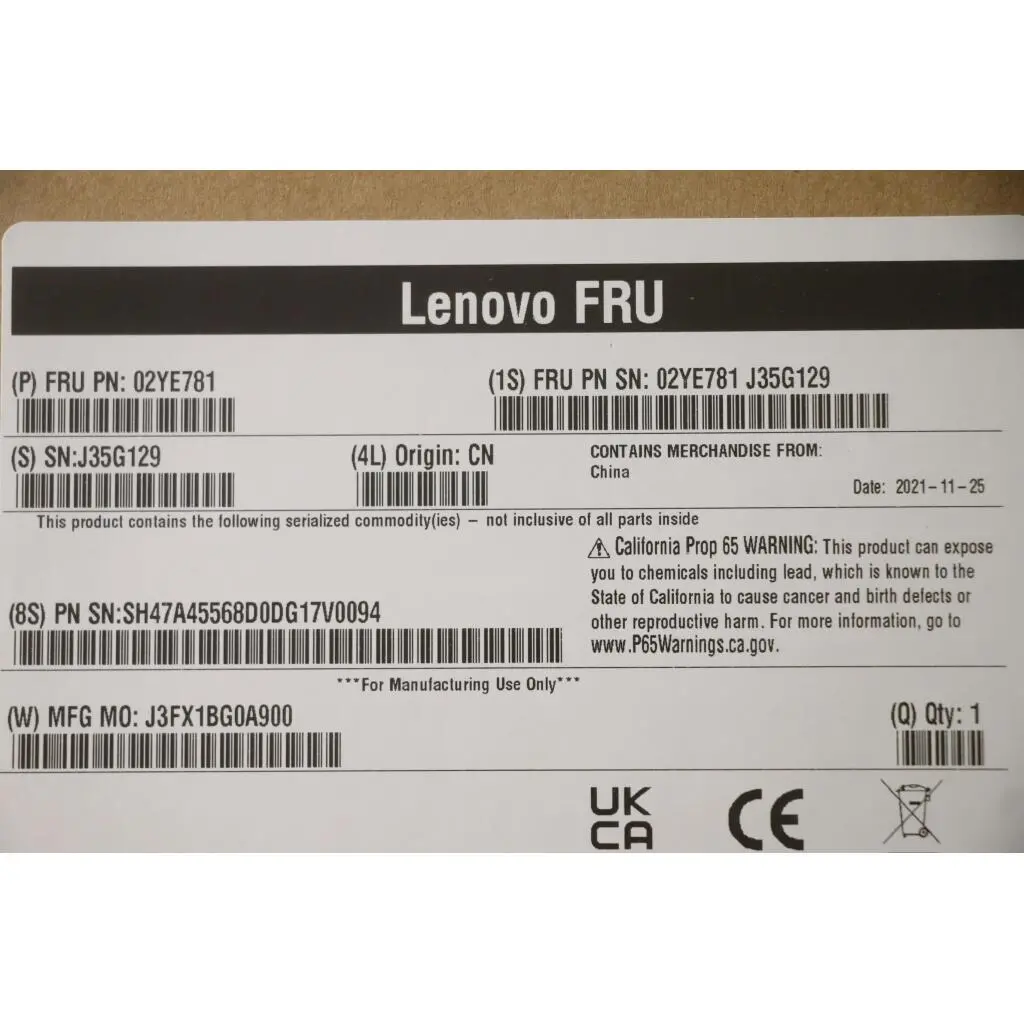 Lenovo FRU
(P) FRU PN: 02YE781
(1S) FRU PN SN: 02YE781 J35G129
(S) SN:J35G129
(4L) Origin: CN
CONTAINS MERCHANDISE FROM:
China
Date: 2021-11-25
This product contains the following serialized commodity(ies) – not inclusive of all parts inside
⚠ California Prop 65 WARNING: This product can expose
you to chemicals including lead, which is known to the
State of California to cause cancer and birth defects or
other reproductive harm. For more information, go to
www.P65Warnings.ca.gov.
(8S) PN SN:SH47A45568D0DG17V0094
***For Manufacturing Use Only***
(W) MFG MO: J3FX1BG0A900
(Q) Qty: 1
UK
CA
CE